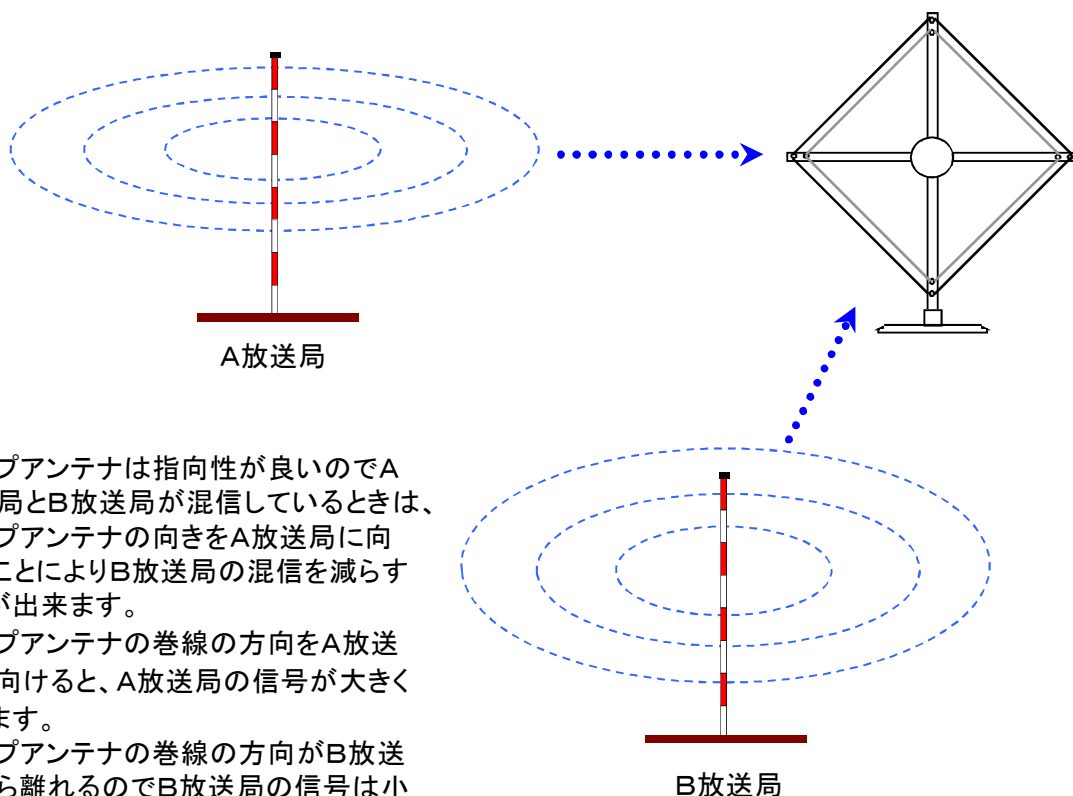 A放送局
プアンテナは指向性が良いのでA
局とB放送局が混信しているときは、
プアンテナの向きをA放送局に向
ことによりB放送局の混信を減らす
が出来ます。
プアンテナの巻線の方向をA放送
向けると、A放送局の信号が大きく
ます。
プアンテナの巻線の方向がB放送
ら離れるのでB放送局の信号は小
B放送局